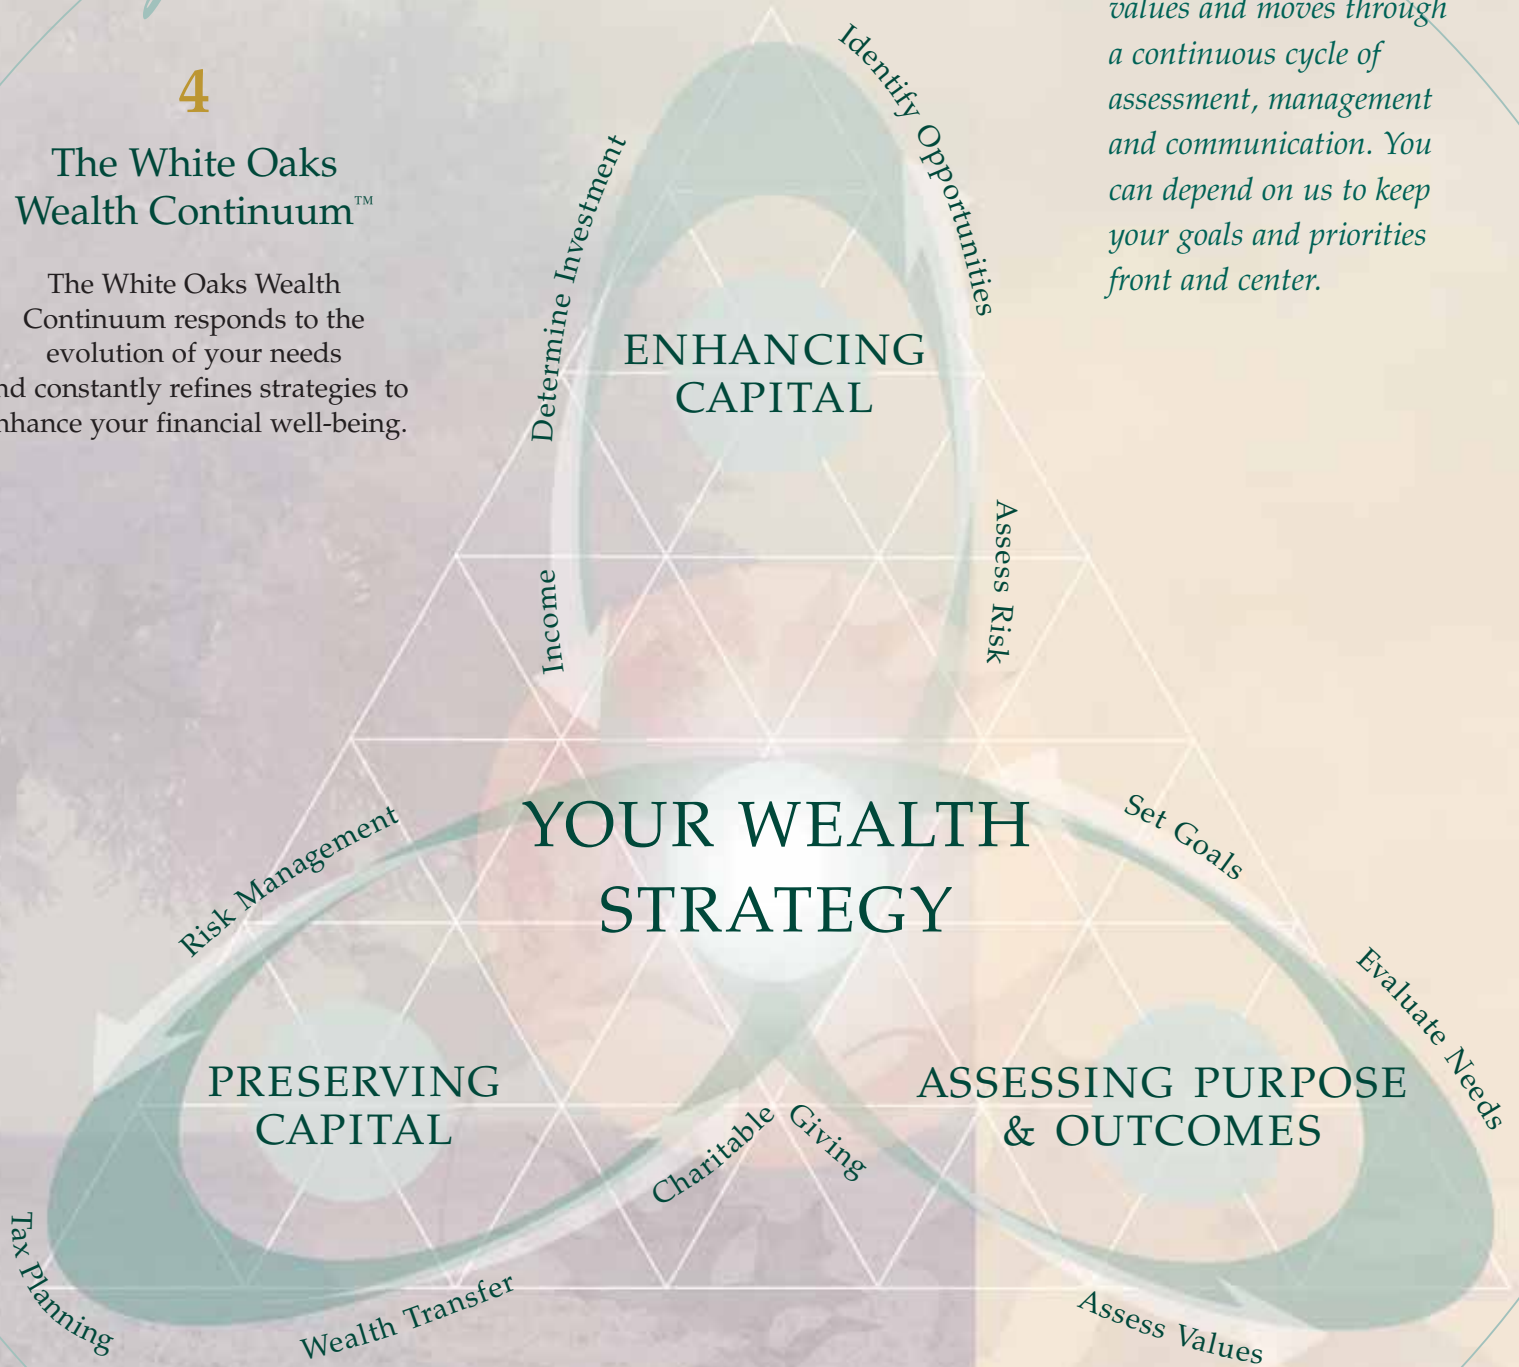 4
The White Oaks
Wealth Continuum™
The White Oaks Wealth
Continuum responds to the
evolution of your needs
nd constantly refines strategies to
nhance your financial well-being.
values and moves through
a continuous cycle of
assessment, management
and communication. You
can depend on us to keep
your goals and priorities
front and center.
Identify Opportunities
Determine Investment
ENHANCING
CAPITAL
Assess Risk
Income
YOUR WEALTH
STRATEGY
Set Goals
Risk Management
Evaluate Needs
PRESERVING
CAPITAL
ASSESSING PURPOSE
& OUTCOMES
Charitable Giving
Tax Planning
Wealth Transfer
Assess Values